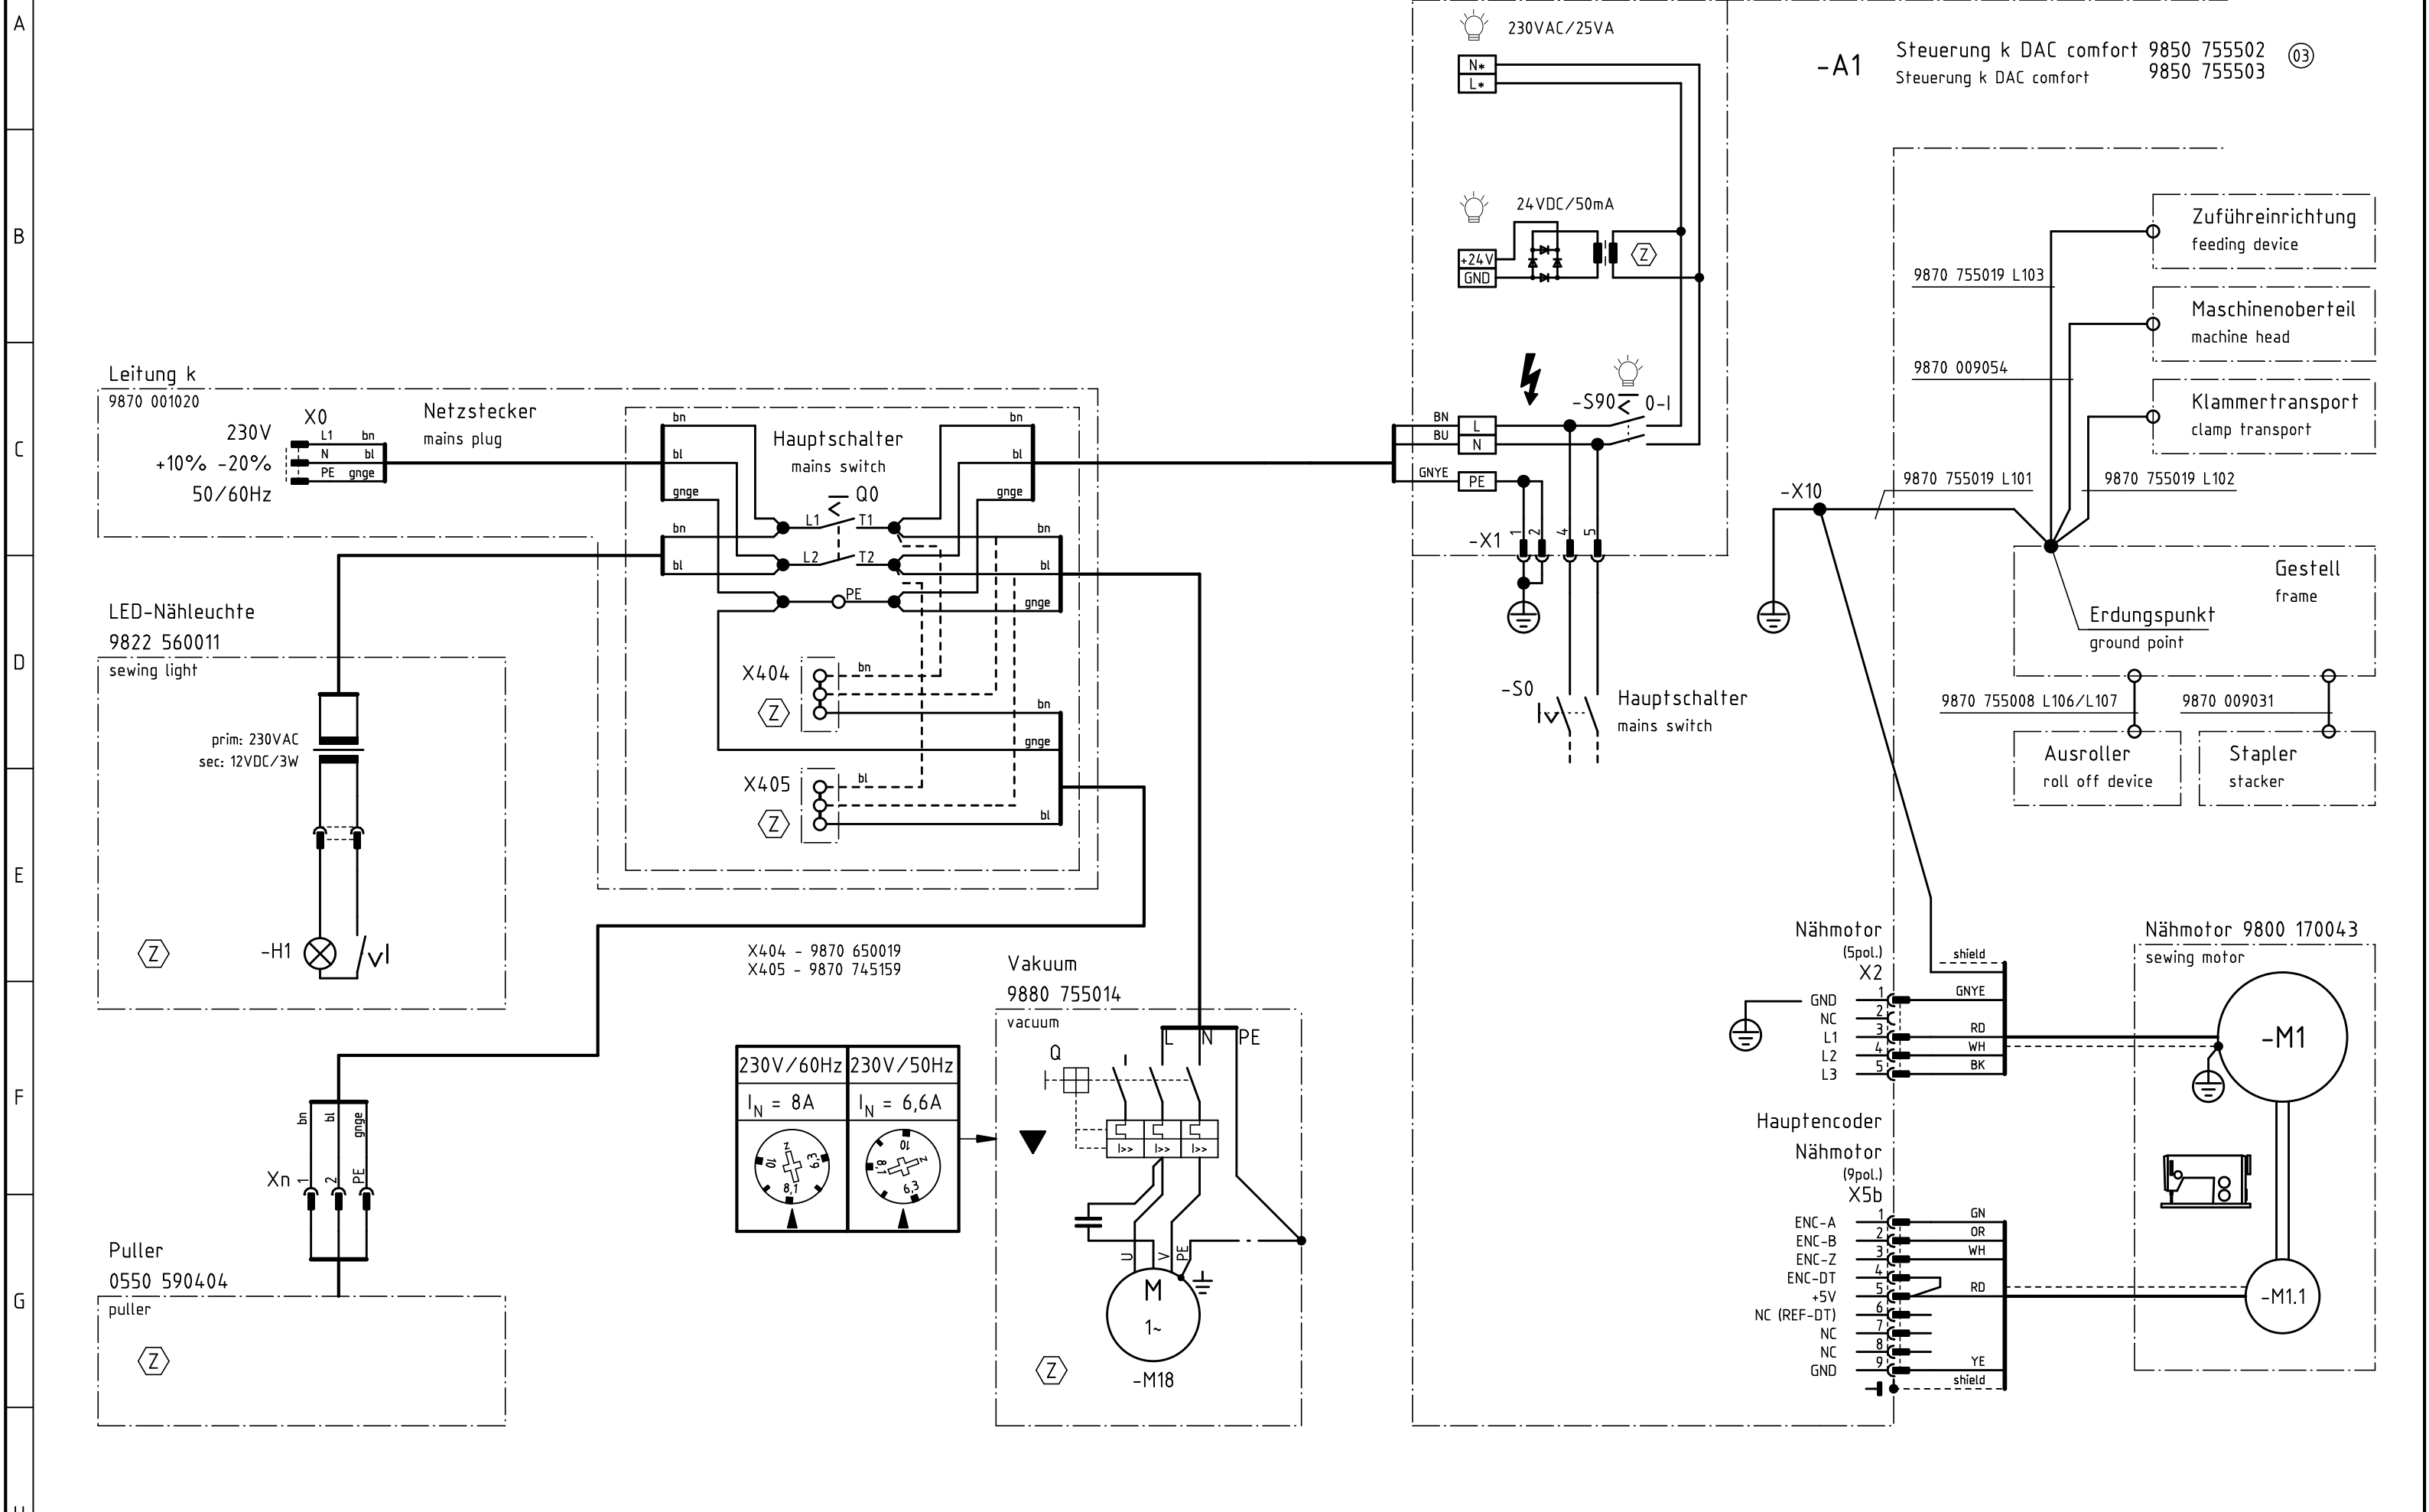 A
B
C
D
E
F
G
230VAC/25VA
N*
L*
-A1
Steuerung k DAC comfort 9850 755502
Steuerung k DAC comfort 9850 755503
03
24VDC/50mA
+24V
GND
Z
Zuführeinrichtung
feeding device
9870 755019 L103
Maschinenoberteil
machine head
9870 009054
Klammertransport
clamp transport
9870 755019 L101
9870 755019 L102
-X10
Gestell
frame
Erdungspunkt
ground point
9870 755008 L106/L107
9870 009031
Ausroller
roll off device
Stapler
stacker
Leitung k
9870 001020
X0
230V
+10% -20%
50/60Hz
L1 bn
N bl
PE gnge
Netzstecker
mains plug
Hauptschalter
mains switch
bn
bl
gnge
bn
bl
bn
bl
gnge
bn
bl
gnge
Q0
L1 T1
L2 T2
PE
X404
Z
bn
bn
gnge
X405
Z
bl
bl
-S90 0-I
BN L
BU N
GNYE PE
-X1
1
2
4
5
-S0
Hauptschalter
mains switch
LED-Nähleuchte
9822 560011
sewing light
prim: 230VAC
sec: 12VDC/3W
Z
-H1
X404 - 9870 650019
X405 - 9870 745159
Vakuum
9880 755014
vacuum
L N PE
Q
I>> I>> I>>
U V PE
M
1~
-M18
Z
230V/60Hz 230V/50Hz
IN = 8A IN = 6,6A
z
10
6,3
8,1
10
z
8,1
6,3
bn
bl
gnge
Xn 1 2 PE
Puller
0550 590404
puller
Z
Nähmotor
(5pol.)
X2
shield
GND 1 GNYE
NC 2
L1 3 RD
L2 4 WH
L3 5 BK
Nähmotor 9800 170043
sewing motor
-M1
Hauptencoder
Nähmotor
(9pol.)
X5b
ENC-A 1 GN
ENC-B 2 OR
ENC-Z 3 WH
ENC-DT 4
+5V 5 RD
NC (REF-DT) 6
NC 7
NC 8
GND 9 YE
shield
-M1.1